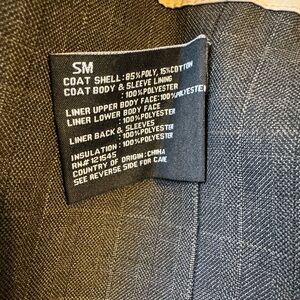 SM
COAT SHELL: 85%POLY, 15%COTTON
COAT BODY & SLEEVE LINING
: 100%POLYESTER
LINER UPPER BODY FACE: 100%POLYESTER
LINER LOWER BODY FACE
: 100%POLYESTER
LINER BACK & SLEEVES
: 100%POLYESTER
INSULATION: 100%POLYESTER
RN# 121545
COUNTRY OF ORIGIN: CHINA
SEE REVERSE SIDE FOR CARE